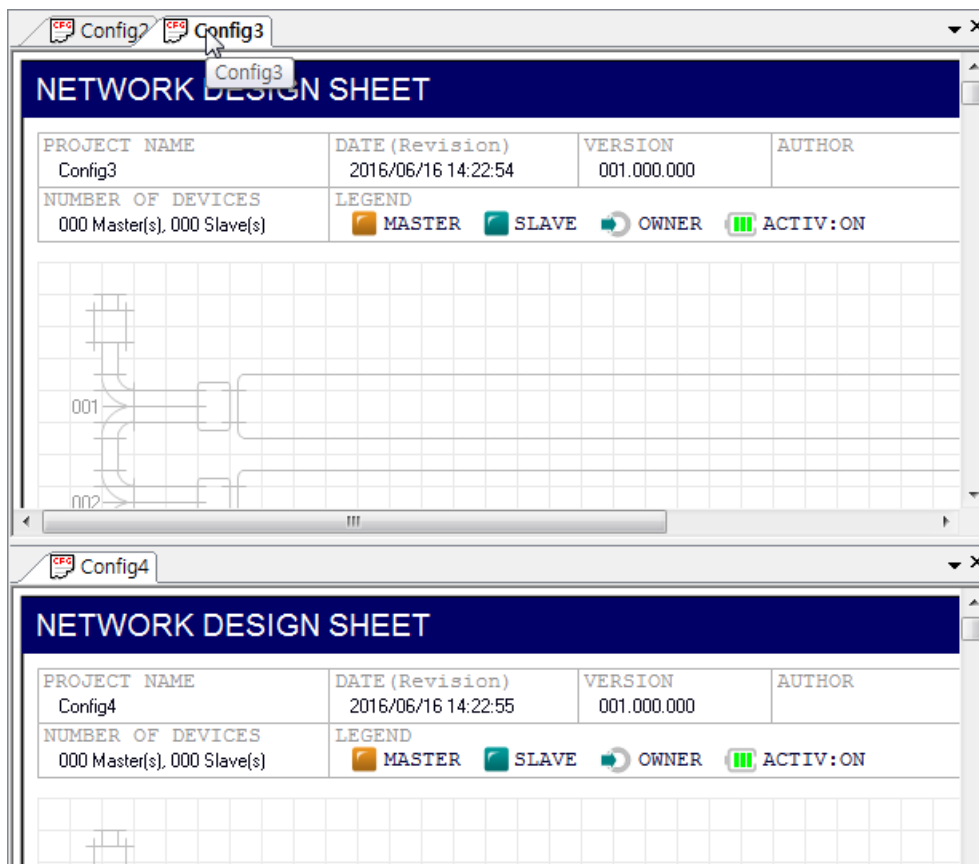 CFG Config2 CFG Config3
Config3
NETWORK DESIGN SHEET
PROJECT NAME DATE(Revision) VERSION AUTHOR
Config3 2016/06/16 14:22:54 001.000.000
NUMBER OF DEVICES LEGEND
000 Master(s), 000 Slave(s) MASTER SLAVE OWNER ACTIV:ON
001
002
CFG Config4
NETWORK DESIGN SHEET
PROJECT NAME DATE(Revision) VERSION AUTHOR
Config4 2016/06/16 14:22:55 001.000.000
NUMBER OF DEVICES LEGEND
000 Master(s), 000 Slave(s) MASTER SLAVE OWNER ACTIV:ON